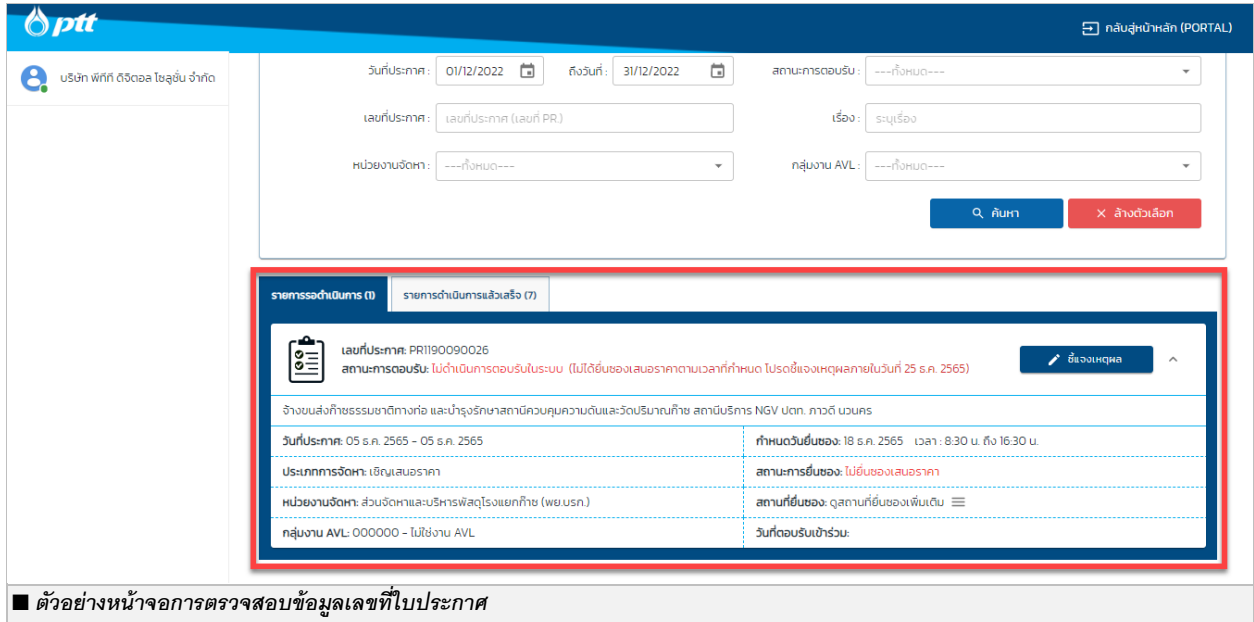 ptt
กลับสู่หน้าหลัก (PORTAL)
บริษัท พีทีที ดิจิตอล โซลูชั่น จำกัด
วันที่ประกาศ : 01/12/2022 ถึงวันที่ : 31/12/2022 สถานะการตอบรับ : ---ทั้งหมด---
เลขที่ประกาศ : เลขที่ประกาศ (เลขที่ PR.) เรื่อง : ระบุเรื่อง
หน่วยงานจัดหา : ---ทั้งหมด--- กลุ่มงาน AVL : ---ทั้งหมด---
ค้นหา × ล้างตัวเลือก
รายการรอดำเนินการ (1) รายการดำเนินการแล้วเสร็จ (7)
เลขที่ประกาศ: PR1190090026
สถานะการตอบรับ: ไม่ดำเนินการตอบรับในระบบ (ไม่ได้ยื่นซองเสนอราคาตามเวลาที่กำหนด โปรดชี้แจงเหตุผลภายในวันที่ 25 ธ.ค. 2565)
ชี้แจงเหตุผล
จ้างขนส่งก๊าซธรรมชาติทางท่อ และบำรุงรักษาสถานีควบคุมความดันและวัดปริมาณก๊าซ สถานีบริการ NGV ปตท. ภาวดี นวนคร
วันที่ประกาศ: 05 ธ.ค. 2565 - 05 ธ.ค. 2565 กำหนดวันยื่นซอง: 18 ธ.ค. 2565 เวลา : 8:30 น. ถึง 16:30 น.
ประเภทการจัดหา: เชิญเสนอราคา สถานะการยื่นซอง: ไม่ยื่นซองเสนอราคา
หน่วยงานจัดหา: ส่วนจัดหาและบริหารพัสดุโรงแยกก๊าซ (พย.บรก.) สถานที่ยื่นซอง: ดูสถานที่ยื่นซองเพิ่มเติม
กลุ่มงาน AVL: 000000 - ไม่ใช่งาน AVL วันที่ตอบรับเข้าร่วม:
■ ตัวอย่างหน้าจอการตรวจสอบข้อมูลเลขที่ใบประกาศ